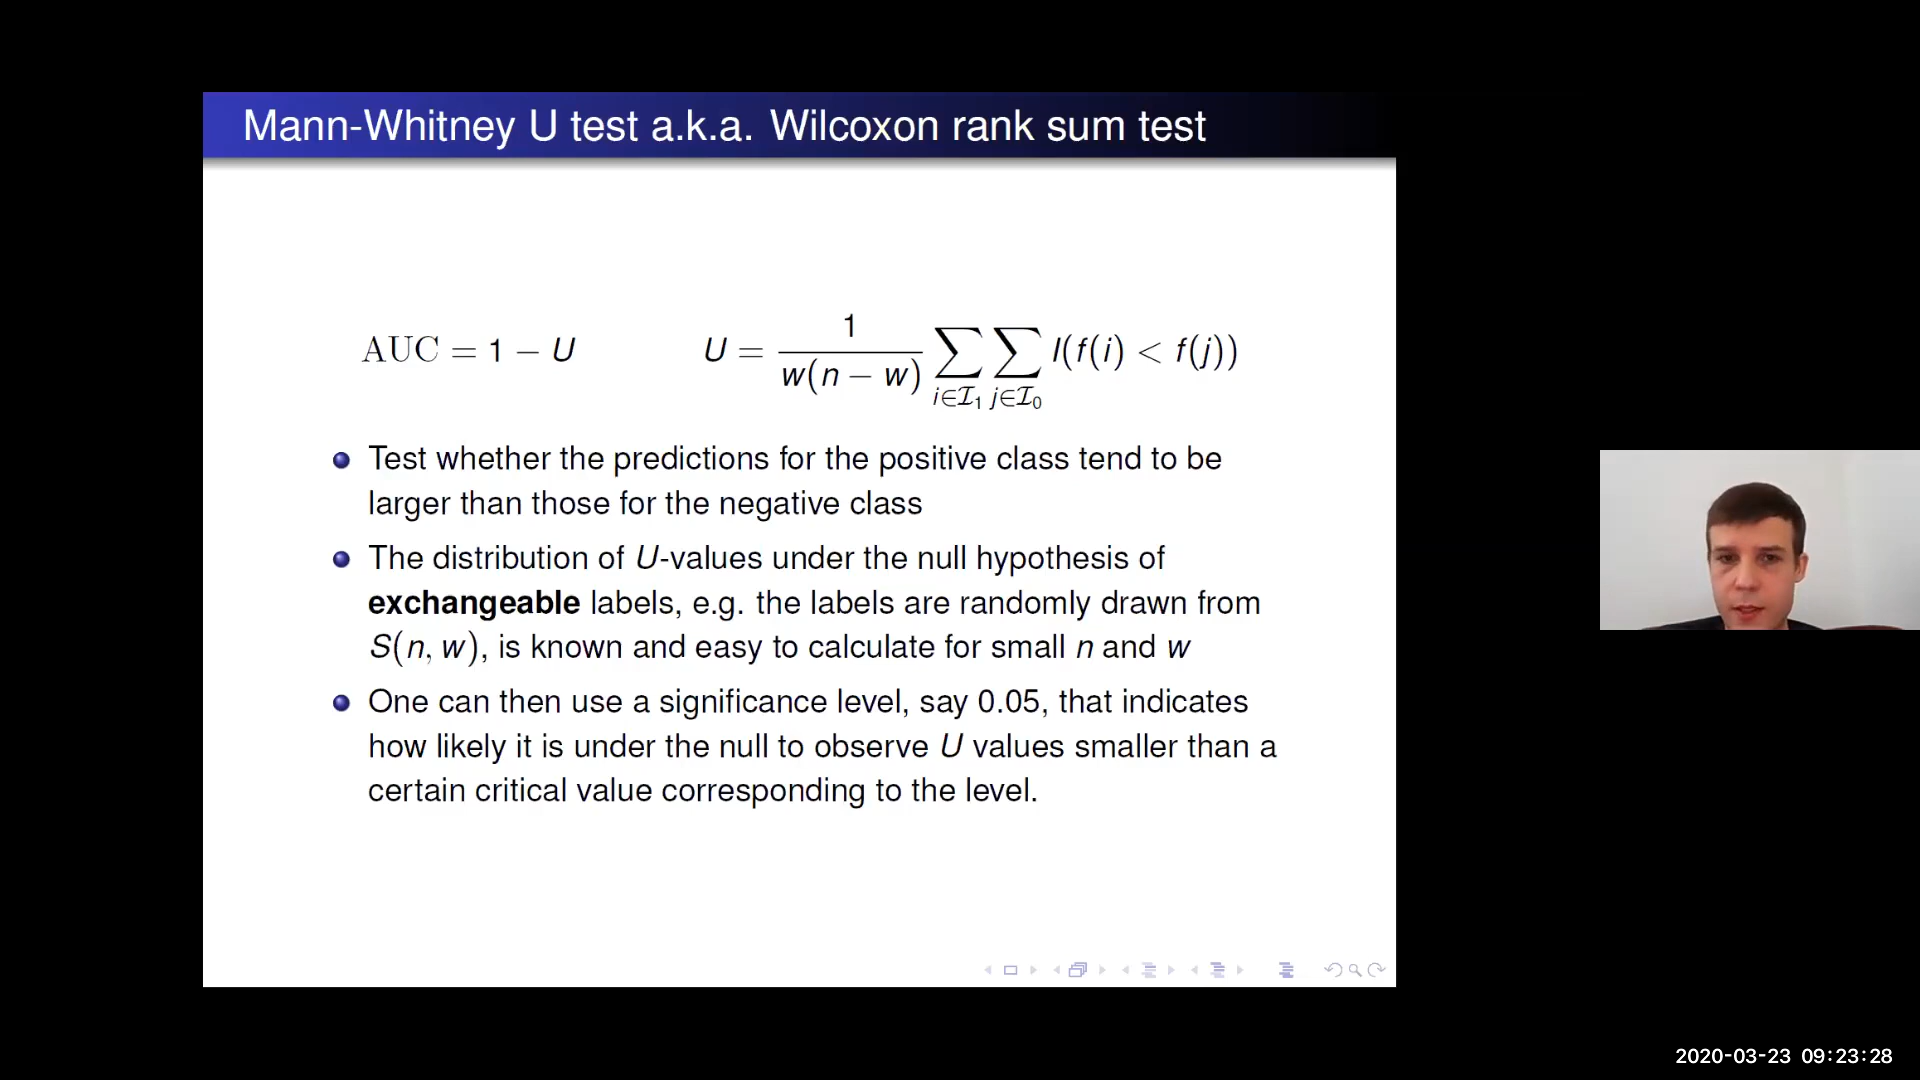 Mann-Whitney U test a.k.a. Wilcoxon rank sum test
AUC = 1 − U    U = 1 / w(n − w) ∑ i∈I₁ ∑ j∈I₀ I(f(i) < f(j))
Test whether the predictions for the positive class tend to be
larger than those for the negative class
The distribution of U-values under the null hypothesis of
exchangeable labels, e.g. the labels are randomly drawn from
S(n, w), is known and easy to calculate for small n and w
One can then use a significance level, say 0.05, that indicates
how likely it is under the null to observe U values smaller than a
certain critical value corresponding to the level.
2020-03-23 09:23:28